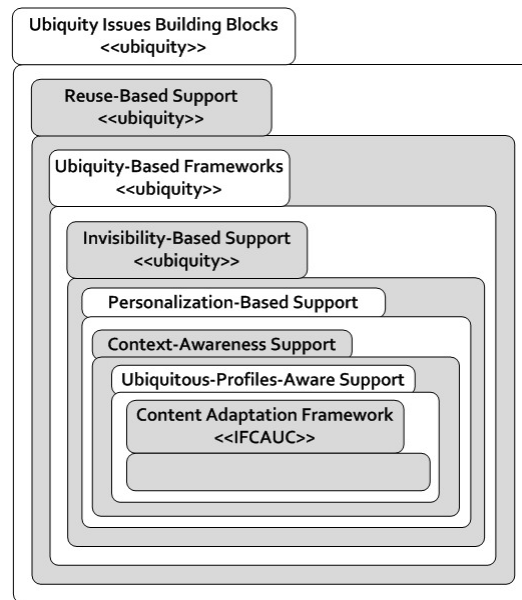 Ubiquity Issues Building Blocks
<<ubiquity>>
Reuse-Based Support
<<ubiquity>>
Ubiquity-Based Frameworks
<<ubiquity>>
Invisibility-Based Support
<<ubiquity>>
Personalization-Based Support
Context-Awareness Support
Ubiquitous-Profiles-Aware Support
Content Adaptation Framework
<<IFCAUC>>